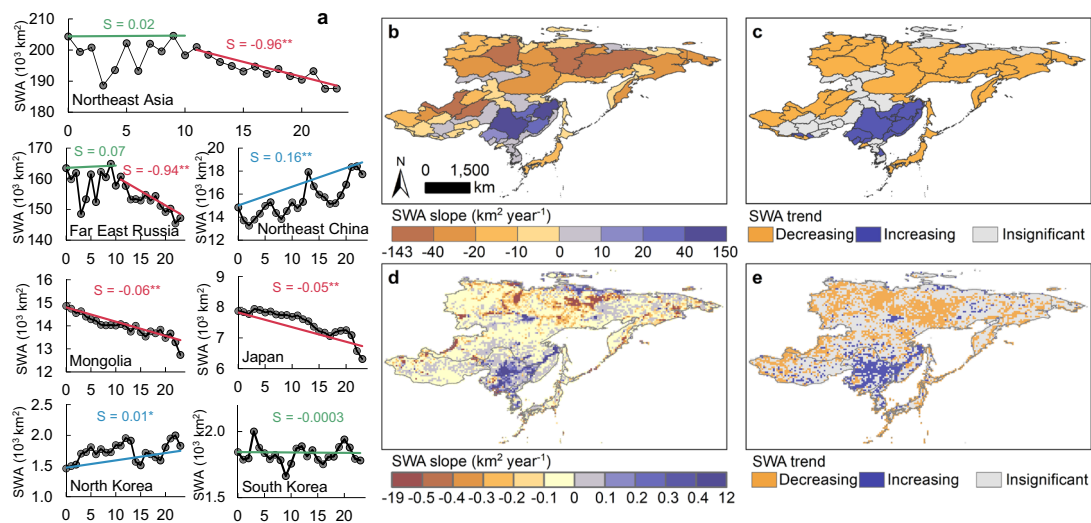 a
SWA (10³ km²)
210
200
190
180
S = 0.02
S = -0.96**
Northeast Asia
0 5 10 15 20
SWA (10³ km²)
170
160
150
140
S = 0.07
S = -0.94**
Far East Russia
0 5 10 15 20
20
18
16
14
12
S = 0.16**
Northeast China
0 5 10 15 20
SWA (10³ km²)
16
15
14
13
12
S = -0.06**
Mongolia
0 5 10 15 20
SWA (10³ km²)
9
8
7
6
S = -0.05**
Japan
0 5 10 15 20
SWA (10³ km²)
2.5
2.0
1.5
1.0
S = 0.01*
North Korea
0 5 10 15 20
SWA (10³ km²)
S = -0.0003
South Korea
0 5 10 15 20
b
N
0 1,500
km
SWA slope (km² year⁻¹)
-143 -40 -20 -10 0 10 20 40 150
c
SWA trend
Decreasing Increasing Insignificant
d
SWA slope (km² year⁻¹)
-19 -0.5 -0.4 -0.3 -0.2 -0.1 0 0.1 0.2 0.3 0.4 12
e
SWA trend
Decreasing Increasing Insignificant